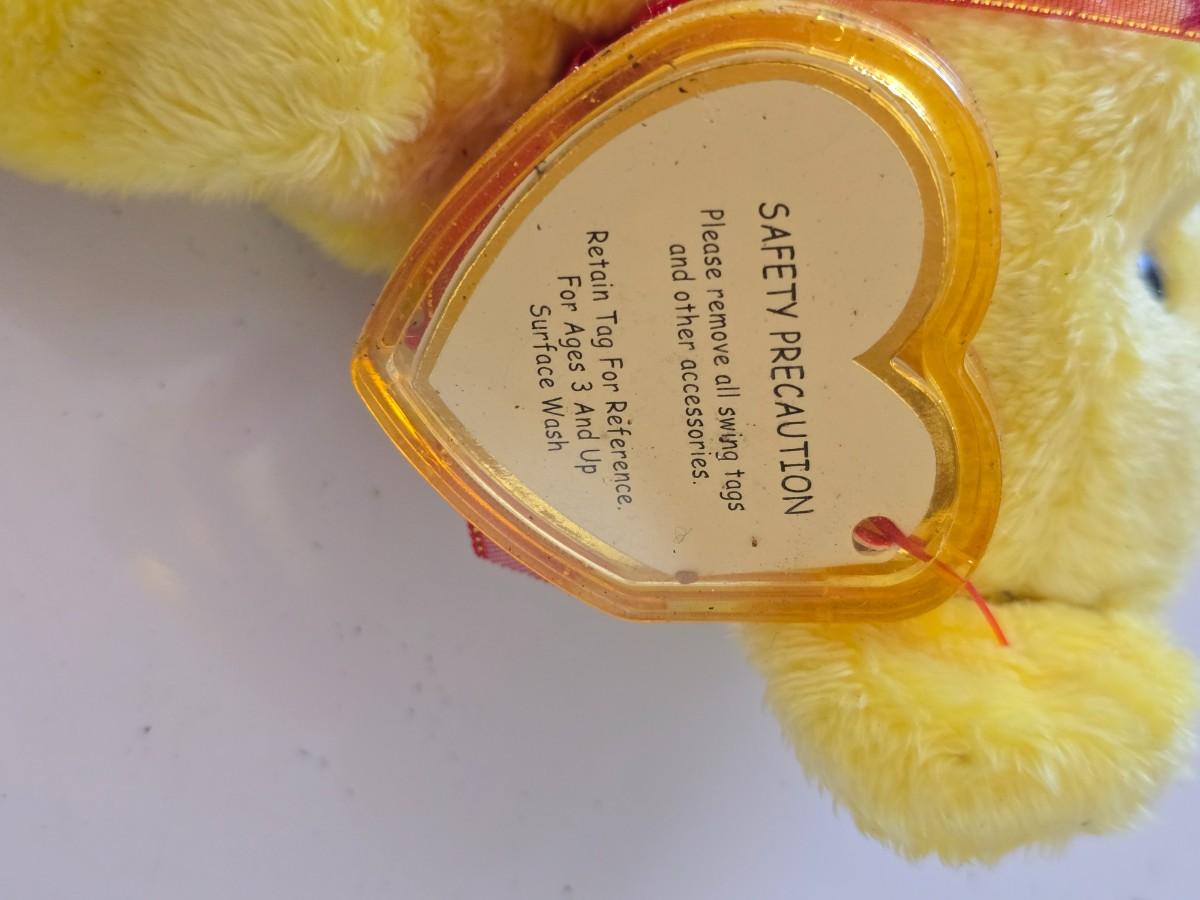 SAFETY PRECAUTION
Please remove all swing tags
and other accessories.
Retain Tag For Reference.
For Ages 3 And Up
Surface Wash